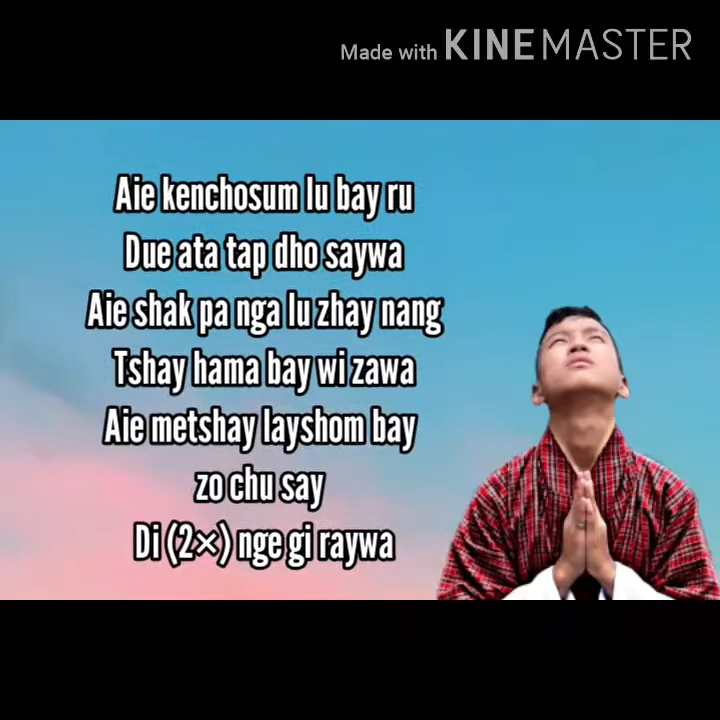 Made with KINEMASTER
Aie kenchosum lu bay ru
Due ata tap dho saywa
Aie shak pa nga lu zhay nang
Tshay hama bay wi zawa
Aie metshay layshom bay
zo chu say
Di (2×) nge gi raywa